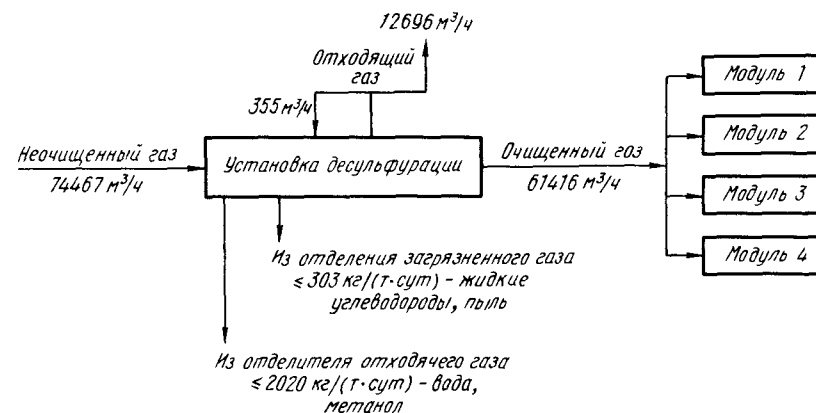 12696 м³/ч
Отходящий
газ
355 м³/ч
Неочищенный газ
74467 м³/ч
Установка десульфурации
Очищенный газ
61416 м³/ч
Модуль 1
Модуль 2
Модуль 3
Модуль 4
Из отделения загрязненного газа
≤ 303 кг/(т·сут) – жидкие
углеводороды, пыль
Из отделителя отходячего газа
≤ 2020 кг/(т·сут) – вода,
метанол